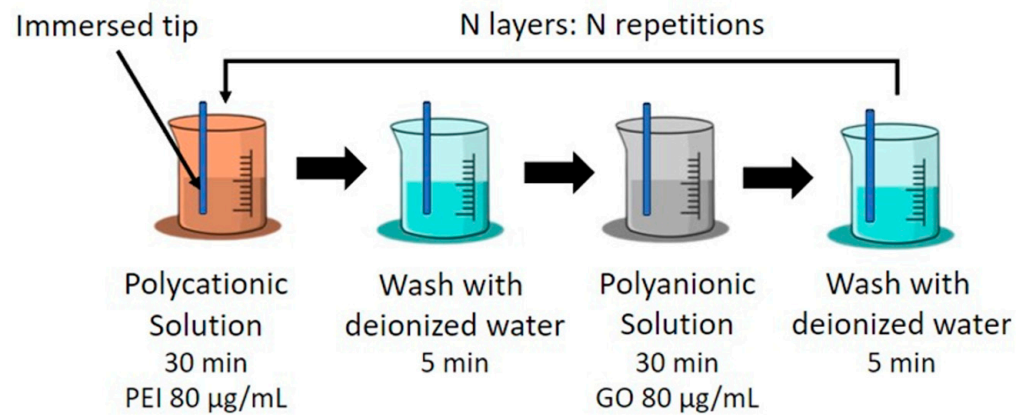 Immersed tip
N layers: N repetitions
Polycationic
Solution
30 min
PEI 80 µg/mL
Wash with
deionized water
5 min
Polyanionic
Solution
30 min
GO 80 µg/mL
Wash with
deionized water
5 min